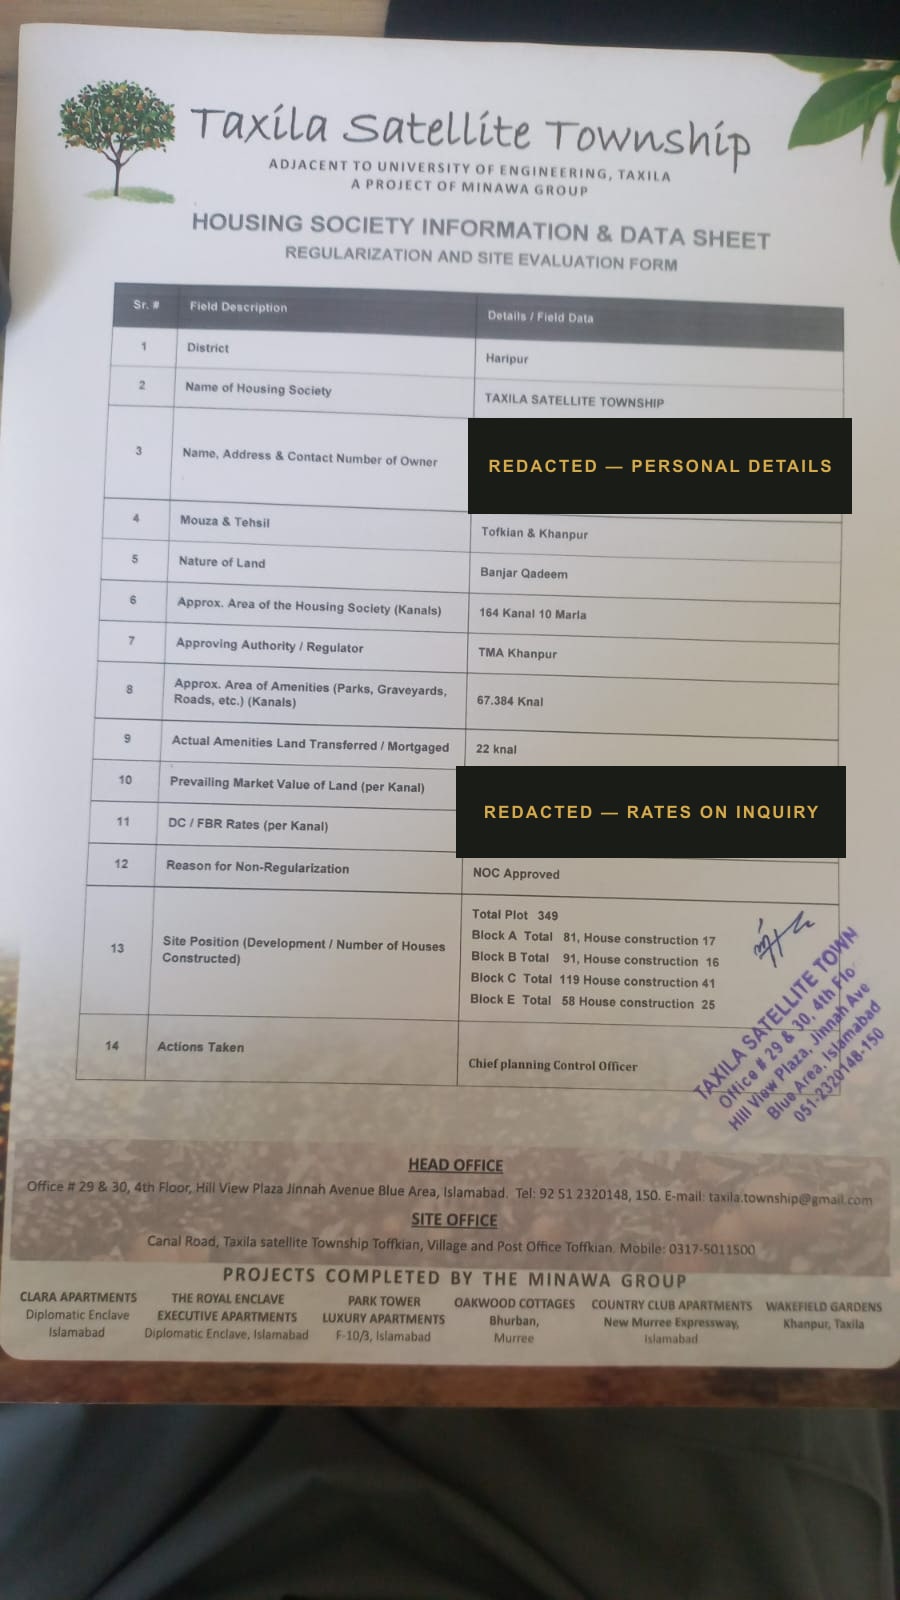 Taxila Satellite Township
ADJACENT TO UNIVERSITY OF ENGINEERING, TAXILA
A PROJECT OF MINAWA GROUP
HOUSING SOCIETY INFORMATION & DATA SHEET
REGULARIZATION AND SITE EVALUATION FORM
Sr. # Field Description Details / Field Data
1 District Haripur
2 Name of Housing Society TAXILA SATELLITE TOWNSHIP
3 Name, Address & Contact Number of Owner REDACTED — PERSONAL DETAILS
4 Mouza & Tehsil Tofkian & Khanpur
5 Nature of Land Banjar Qadeem
6 Approx. Area of the Housing Society (Kanals) 164 Kanal 10 Marla
7 Approving Authority / Regulator TMA Khanpur
8 Approx. Area of Amenities (Parks, Graveyards,
Roads, etc.) (Kanals) 67.384 Knal
9 Actual Amenities Land Transferred / Mortgaged 22 knal
10 Prevailing Market Value of Land (per Kanal)
REDACTED — RATES ON INQUIRY
11 DC / FBR Rates (per Kanal)
12 Reason for Non-Regularization NOC Approved
13 Site Position (Development / Number of Houses
Constructed)
Total Plot 349
Block A Total 81, House construction 17
Block B Total 91, House construction 16
Block C Total 119 House construction 41
Block E Total 58 House construction 25
14 Actions Taken Chief planning Control Officer
TAXILA SATELLITE TOWN
Office # 29 & 30, 4th Flo
Hill View Plaza, Jinnah Ave
Blue Area, Islamabad
051-2320148-150
HEAD OFFICE
Office # 29 & 30, 4th Floor, Hill View Plaza Jinnah Avenue Blue Area, Islamabad. Tel: 92 51 2320148, 150. E-mail: taxila.township@gmail.com
SITE OFFICE
Canal Road, Taxila satellite Township Toffkian, Village and Post Office Toffkian. Mobile: 0317-5011500
PROJECTS COMPLETED BY THE MINAWA GROUP
CLARA APARTMENTS
Diplomatic Enclave
Islamabad
THE ROYAL ENCLAVE
EXECUTIVE APARTMENTS
Diplomatic Enclave, Islamabad
PARK TOWER
LUXURY APARTMENTS
F-10/3, Islamabad
OAKWOOD COTTAGES
Bhurban,
Murree
COUNTRY CLUB APARTMENTS
New Murree Expressway,
Islamabad
WAKEFIELD GARDENS
Khanpur, Taxila